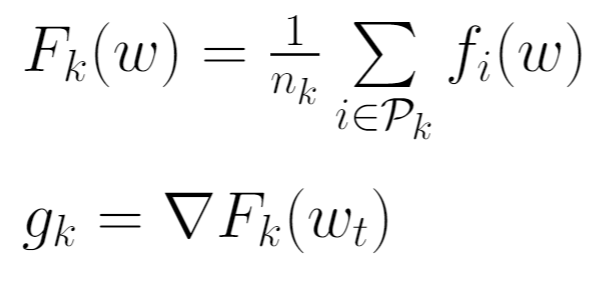 F_k(w) = \frac{1}{n_k} \sum_{i \in \mathcal{P}_k} f_i(w)
g_k = \nabla F_k(w_t)